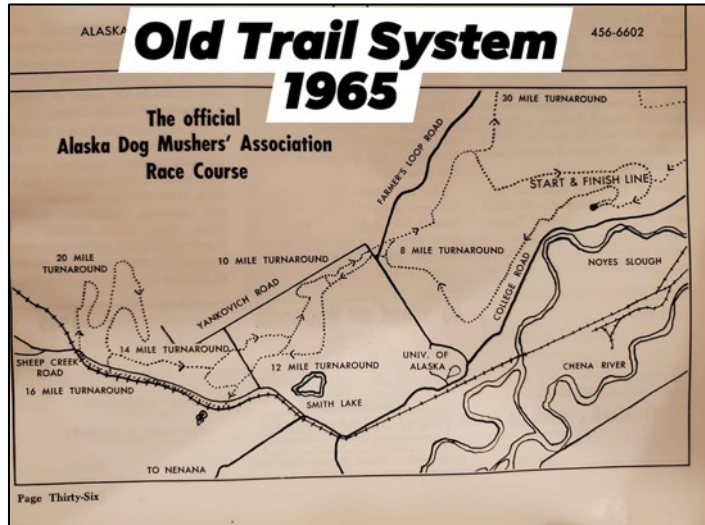 ALASKA
456-6602
Old Trail System
1965
The official
Alaska Dog Mushers' Association
Race Course
30 MILE TURNAROUND
FARMER'S LOOP ROAD
START & FINISH LINE
20 MILE
TURNAROUND
10 MILE TURNAROUND
8 MILE TURNAROUND
COLLEGE ROAD
NOYES SLOUGH
YANKOVICH ROAD
14 MILE TURNAROUND
SHEEP CREEK
ROAD
12 MILE TURNAROUND
UNIV. OF
ALASKA
CHENA RIVER
16 MILE TURNAROUND
SMITH LAKE
TO NENANA
Page Thirty-Six